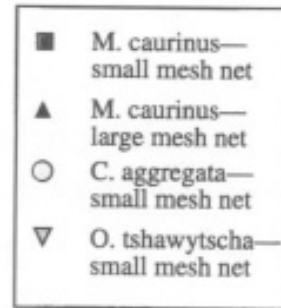 M. caurinus—
small mesh net
M. caurinus—
large mesh net
C. aggregata—
small mesh net
O. tshawytscha—
small mesh net